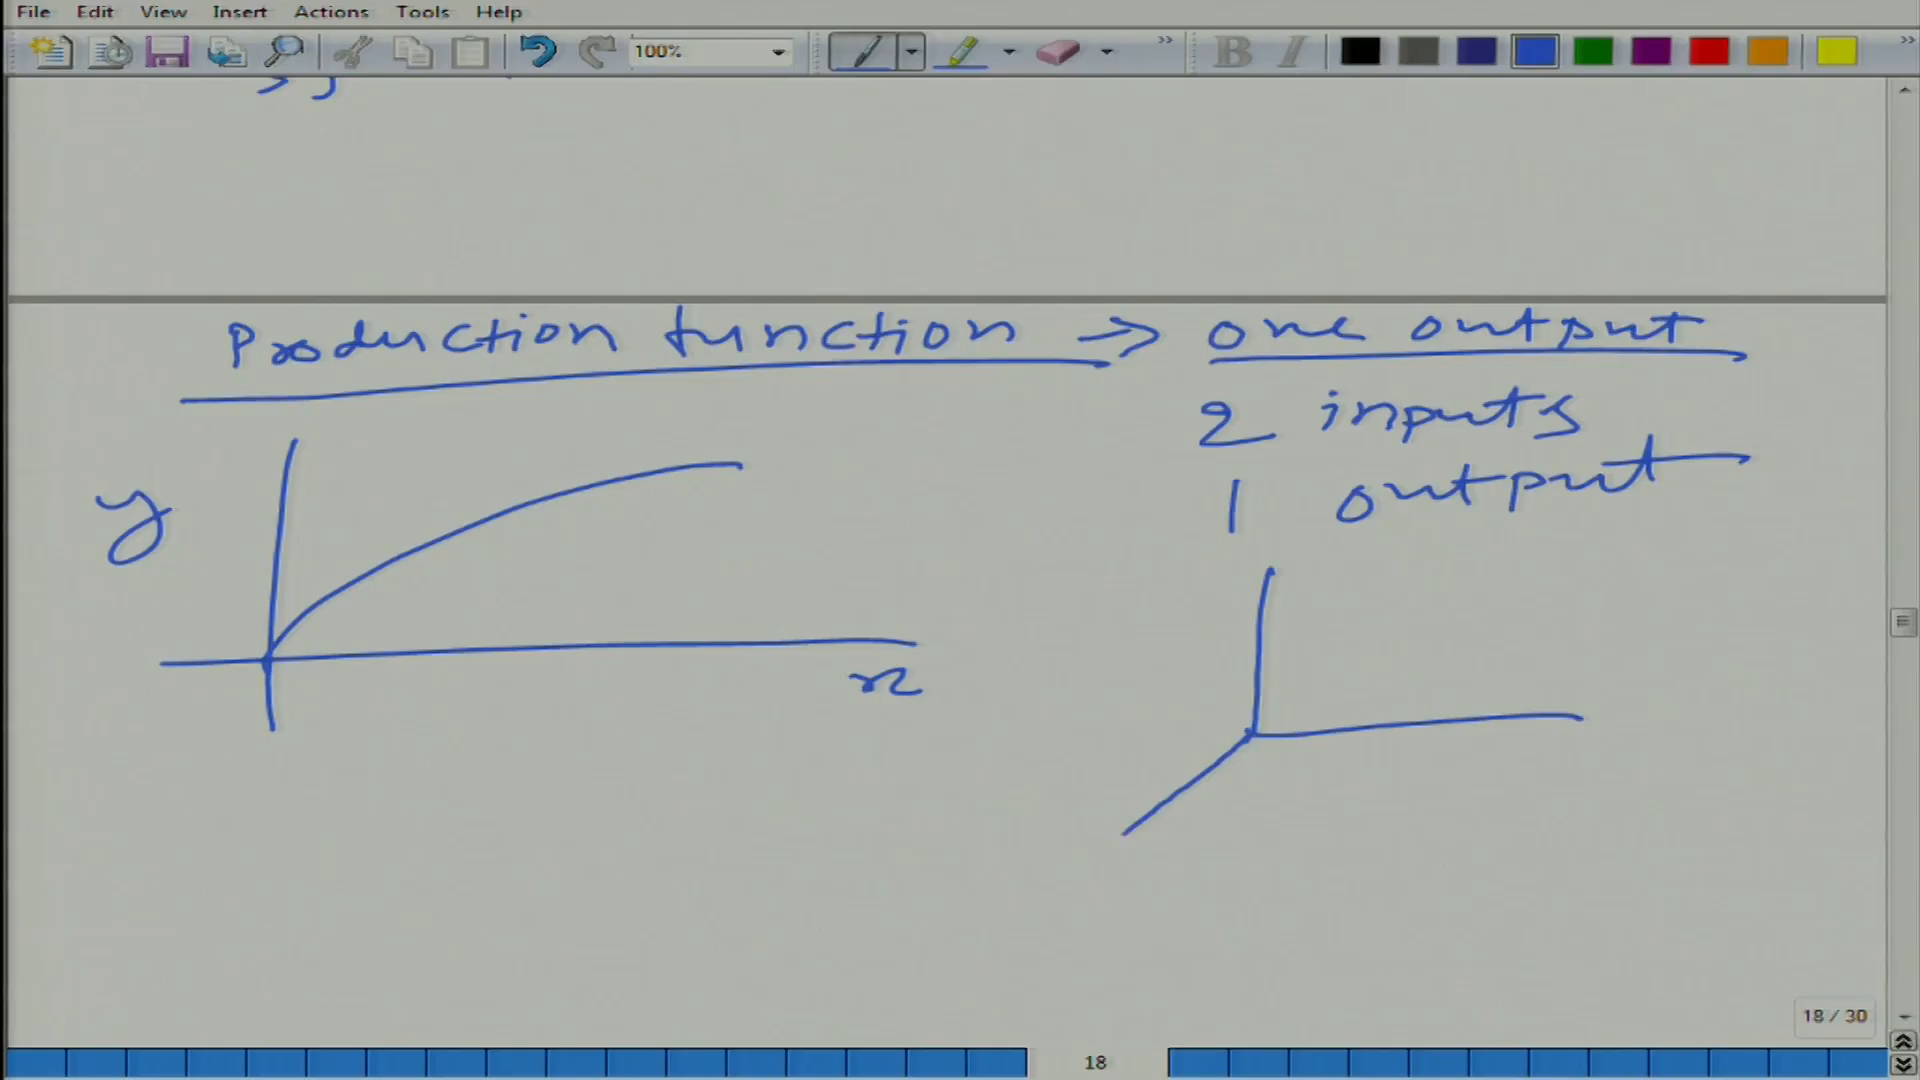 File Edit View Insert Actions Tools Help
100%
B I
Production function → one output
2 inputs
1 output
y
x
18 / 30
18